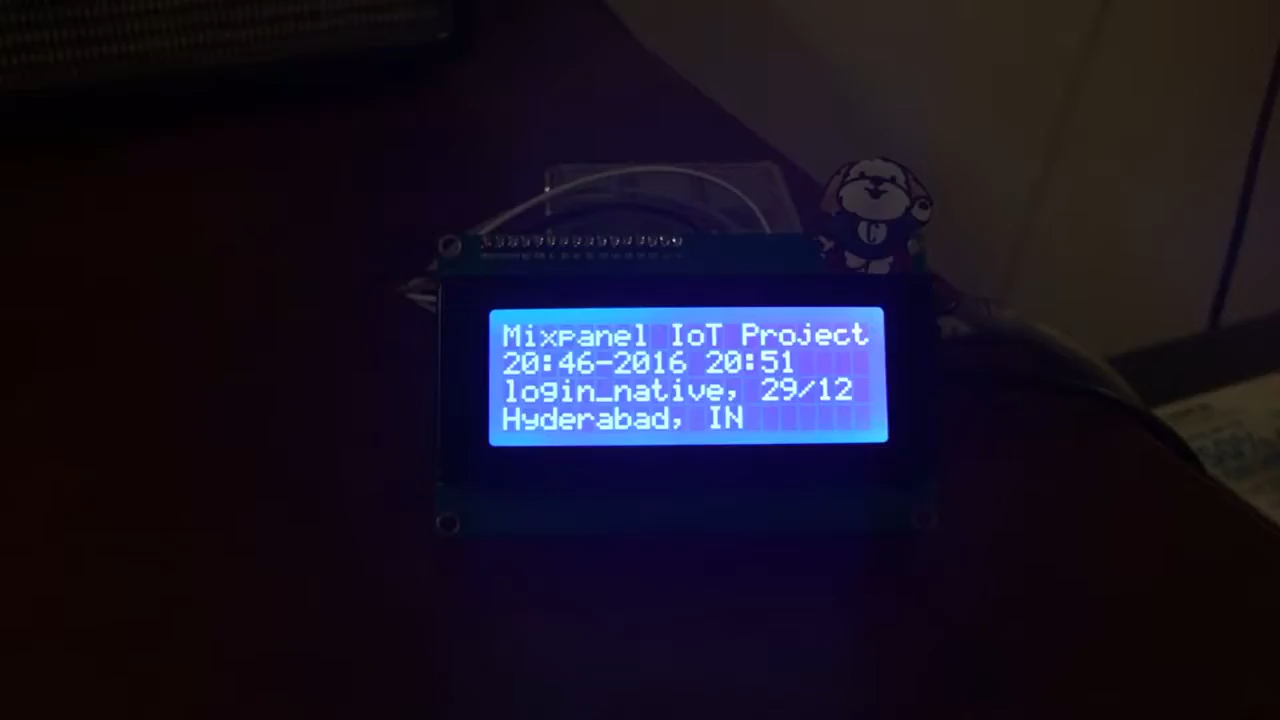 Mixpanel IoT Project
20:46-2016 20:51
login_native, 29/12
Hyderabad, IN
C